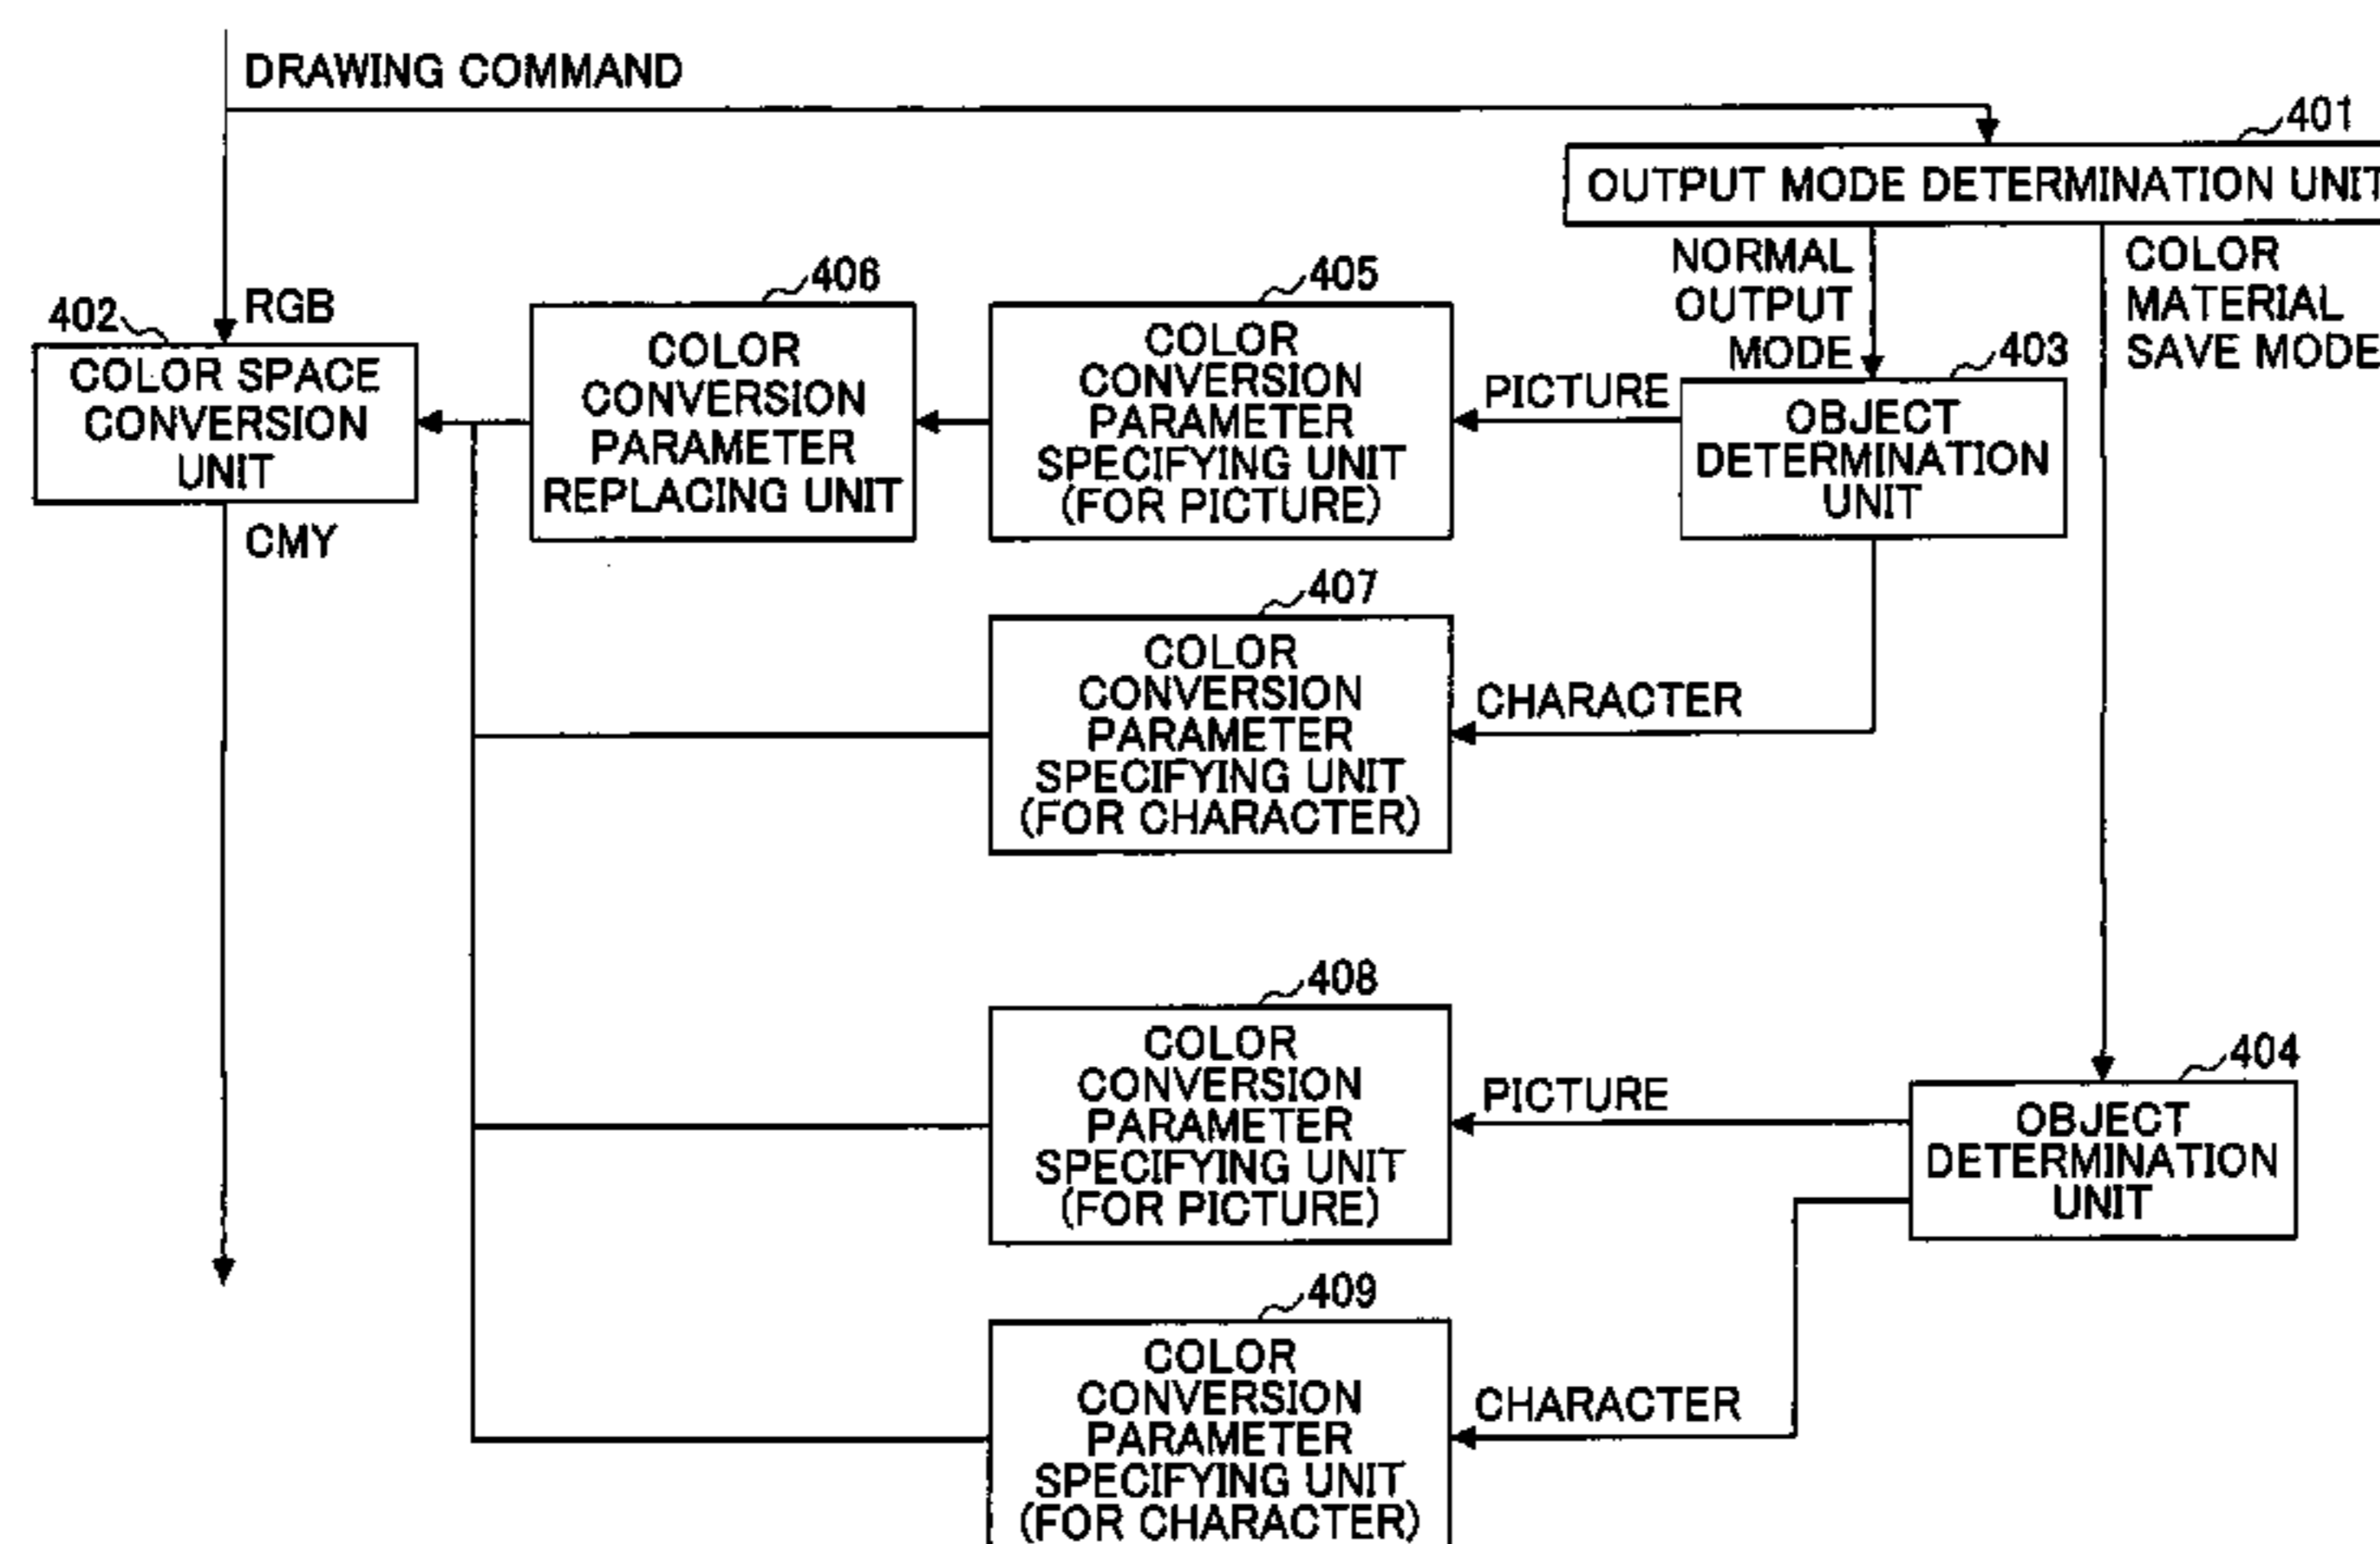 DRAWING COMMAND
401
OUTPUT MODE DETERMINATION UNIT
NORMAL
OUTPUT
MODE
COLOR
MATERIAL
SAVE MODE
402
RGB
COLOR SPACE
CONVERSION
UNIT
CMY
406
COLOR
CONVERSION
PARAMETER
REPLACING UNIT
405
COLOR
CONVERSION
PARAMETER
SPECIFYING UNIT
(FOR PICTURE)
PICTURE
403
OBJECT
DETERMINATION
UNIT
407
COLOR
CONVERSION
PARAMETER
SPECIFYING UNIT
(FOR CHARACTER)
CHARACTER
408
COLOR
CONVERSION
PARAMETER
SPECIFYING UNIT
(FOR PICTURE)
PICTURE
404
OBJECT
DETERMINATION
UNIT
409
COLOR
CONVERSION
PARAMETER
SPECIFYING UNIT
(FOR CHARACTER)
CHARACTER